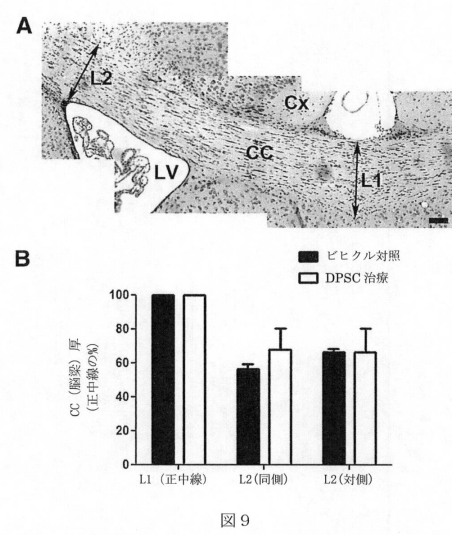 A
L2
Cx
CC
LV
L1
B
ビヒクル対照
DPSC 治療
CC（脳梁）厚
（正中線の%）
100
80
60
40
20
0
L1（正中線）
L2(同側)
L2(対側)
図9